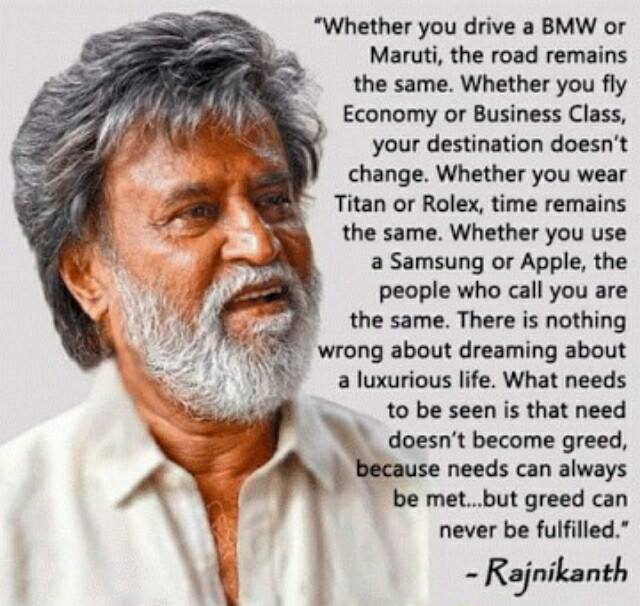 "Whether you drive a BMW or
Maruti, the road remains
the same. Whether you fly
Economy or Business Class,
your destination doesn't
change. Whether you wear
Titan or Rolex, time remains
the same. Whether you use
a Samsung or Apple, the
people who call you are
the same. There is nothing
wrong about dreaming about
a luxurious life. What needs
to be seen is that need
doesn't become greed,
because needs can always
be met...but greed can
never be fulfilled."
- Rajnikanth